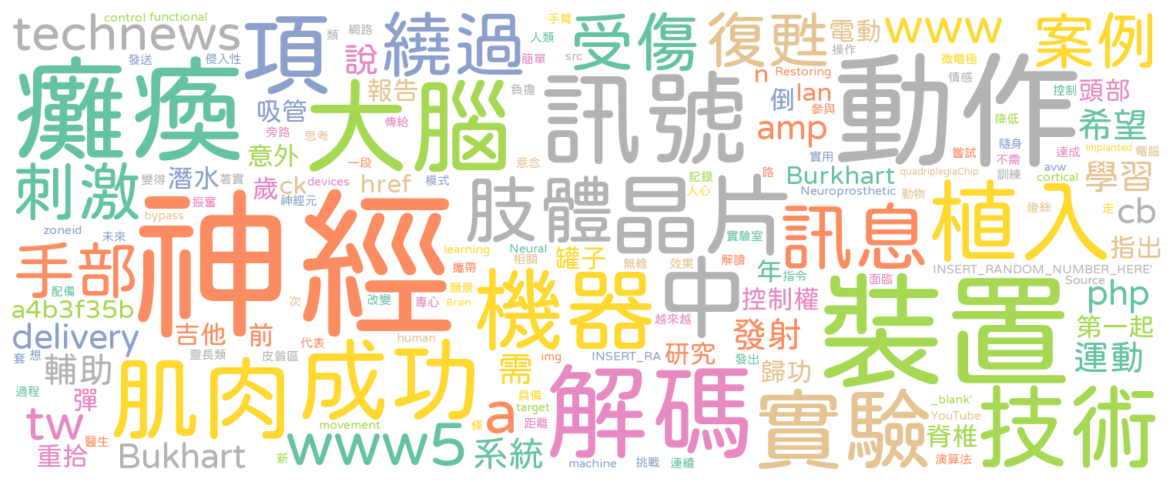 control functional
手臂
technews
項
繞過
類
網路
說
簡單
人類
受傷
src
復甦
電動
操作
www
微電極
案例
發送
侵入性
癱瘓
吸管
大腦
報告
負擔
訊號
n
Restoring
倒
lan
參與
動作
情感
控制
頭部
旁路
思考
傳給
amp
降低
希望
意外
一段
意念
路
實用
嘗試
隨身
達成
Implanted
電腦
刺激
變得
著實
潛水
歲
ck
devices
模式
href
記錄
人心
Burkhart
不需
訓練
avw
cortical
quadriplegiaChip
學習
振奮
神經元
肢體
晶片
Neuroprosthetic
動物
bypass
神經
植入
燈絲
走
cb
zoneid
未來
手部
learning
相關
Neural
罐子
實驗室
無線
效果
解讀
訊息
指出
配備
攜帶
願景
年
指令
面臨
INSERT_RANDOM_NUMBER_HERE'
Source
a4b3f35b
次
改變
專心
Brain
機器
中
越來越
控制權
裝置
php
delivery
吉他
前
代表
human
發射
第一起
套
想
輔助
靈長類
皮質區
成功
img
需
INSERT_RA
研究
發出
歸功
運動
過程
彈
肌肉
具備
target
解碼
實驗
_blank'
YouTube
技術
tw
醫生
movement
a
條
距離
脊椎
重拾
Bukhart
新
www5
系統
machine
挑戰
連續
演算法